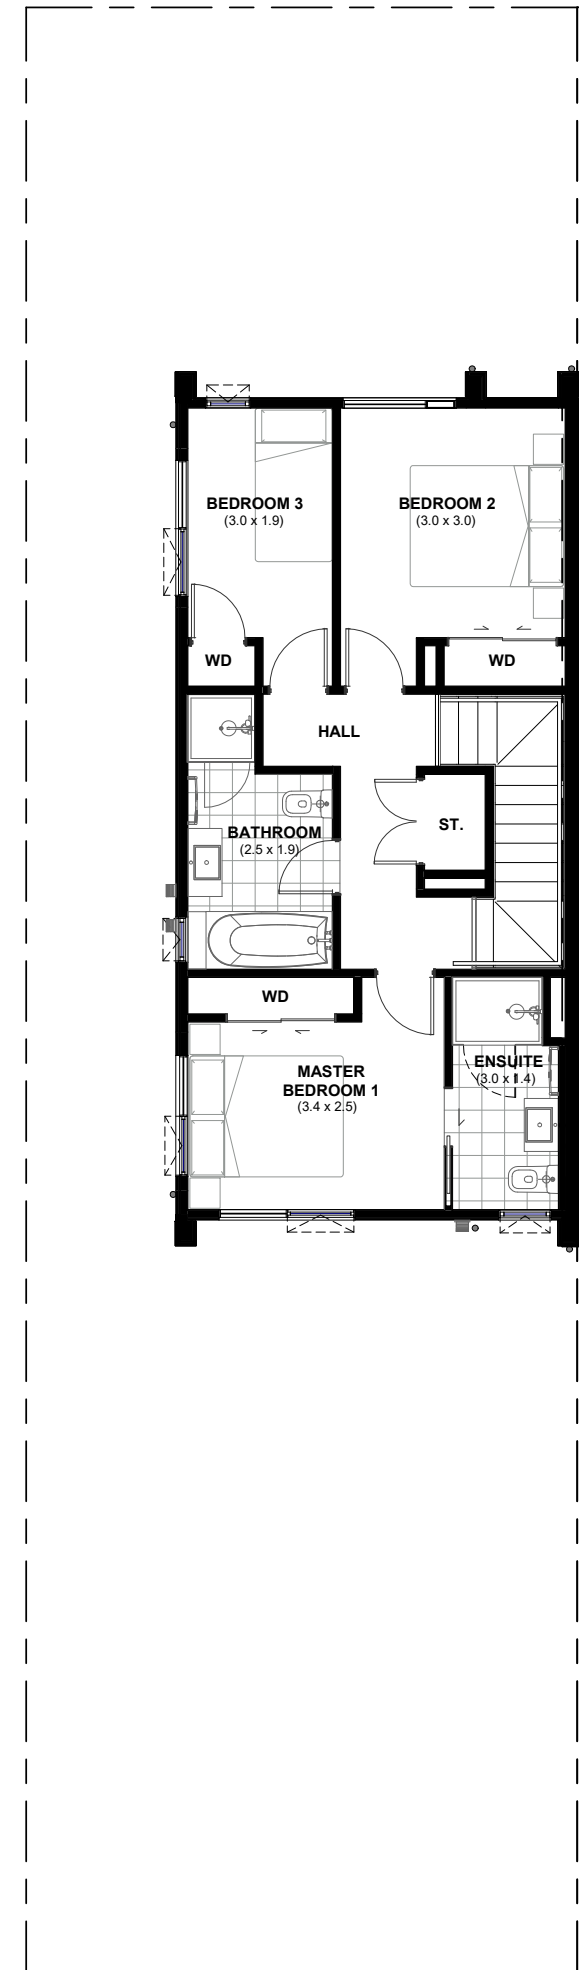 BEDROOM 3
(3.0 x 1.9)
BEDROOM 2
(3.0 x 3.0)
WD
WD
HALL
ST.
BATHROOM
(2.5 x 1.9)
WD
MASTER
BEDROOM 1
(3.4 x 2.5)
ENSUITE
(3.0 x 1.4)